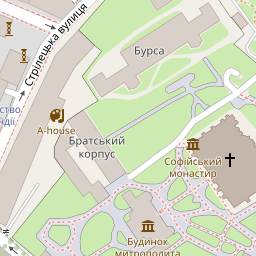 Стрілецька вулиця
Бурса
A-house
Братський
корпус
Софійський
монастир
Будинок
митрополита